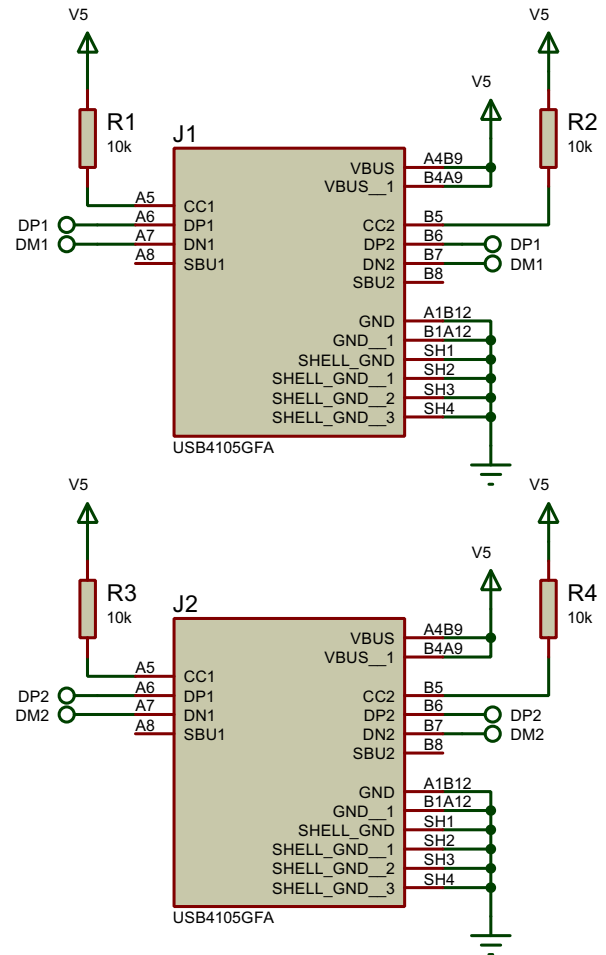 V5
V5
V5
R1
10k
R2
10k
J1
VBUS A4B9
VBUS__1 B4A9
A5 CC1
DP1 A6 DP1
CC2 B5
DM1 A7 DN1
DP2 B6 DP1
A8 SBU1
DN2 B7 DM1
SBU2 B8
GND A1B12
GND__1 B1A12
SHELL_GND SH1
SHELL_GND__1 SH2
SHELL_GND__2 SH3
SHELL_GND__3 SH4
USB4105GFA
V5
V5
V5
R3
10k
R4
10k
J2
VBUS A4B9
VBUS__1 B4A9
A5 CC1
DP2 A6 DP1
CC2 B5
DM2 A7 DN1
DP2 B6 DP2
A8 SBU1
DN2 B7 DM2
SBU2 B8
GND A1B12
GND__1 B1A12
SHELL_GND SH1
SHELL_GND__1 SH2
SHELL_GND__2 SH3
SHELL_GND__3 SH4
USB4105GFA